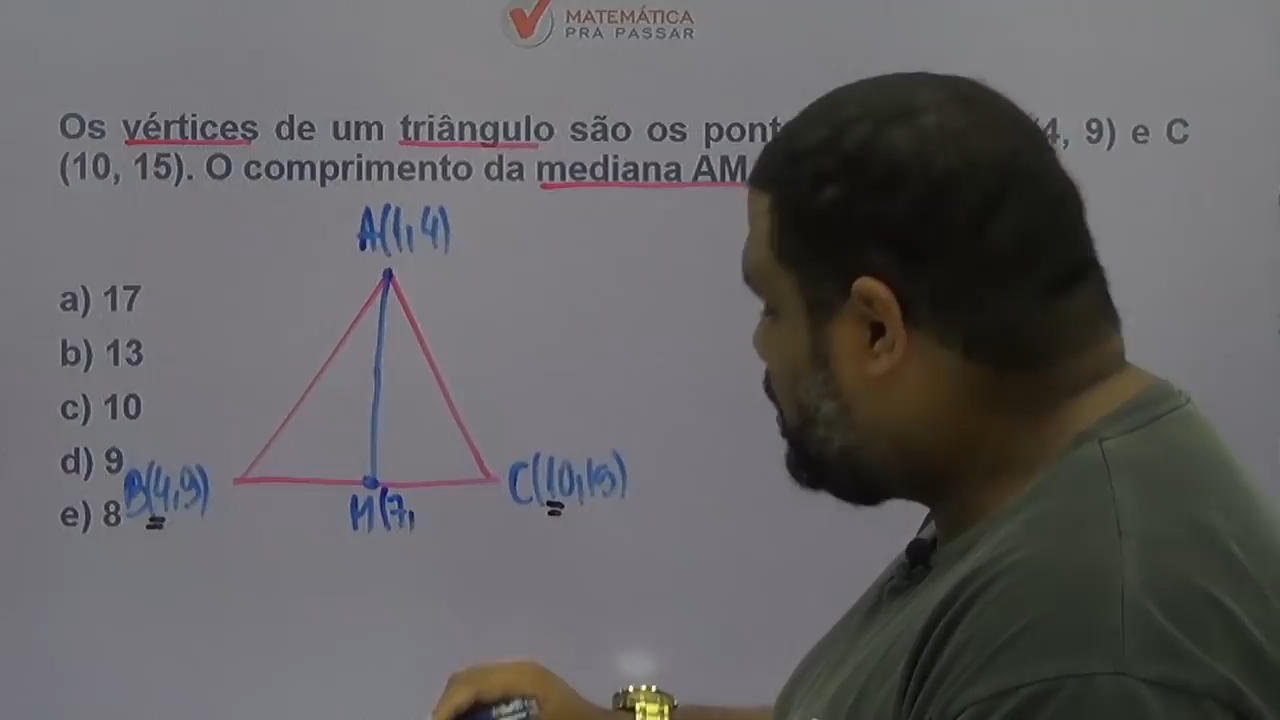 MATEMÁTICA
PRA PASSAR
Os vértices de um triângulo são os 4, 9) e C
(10, 15). O comprimento da mediana AM
A(1,4)
a) 17
b) 13
c) 10
d) 9
e) 8
B(4,9)
C(10,15)
M(7,